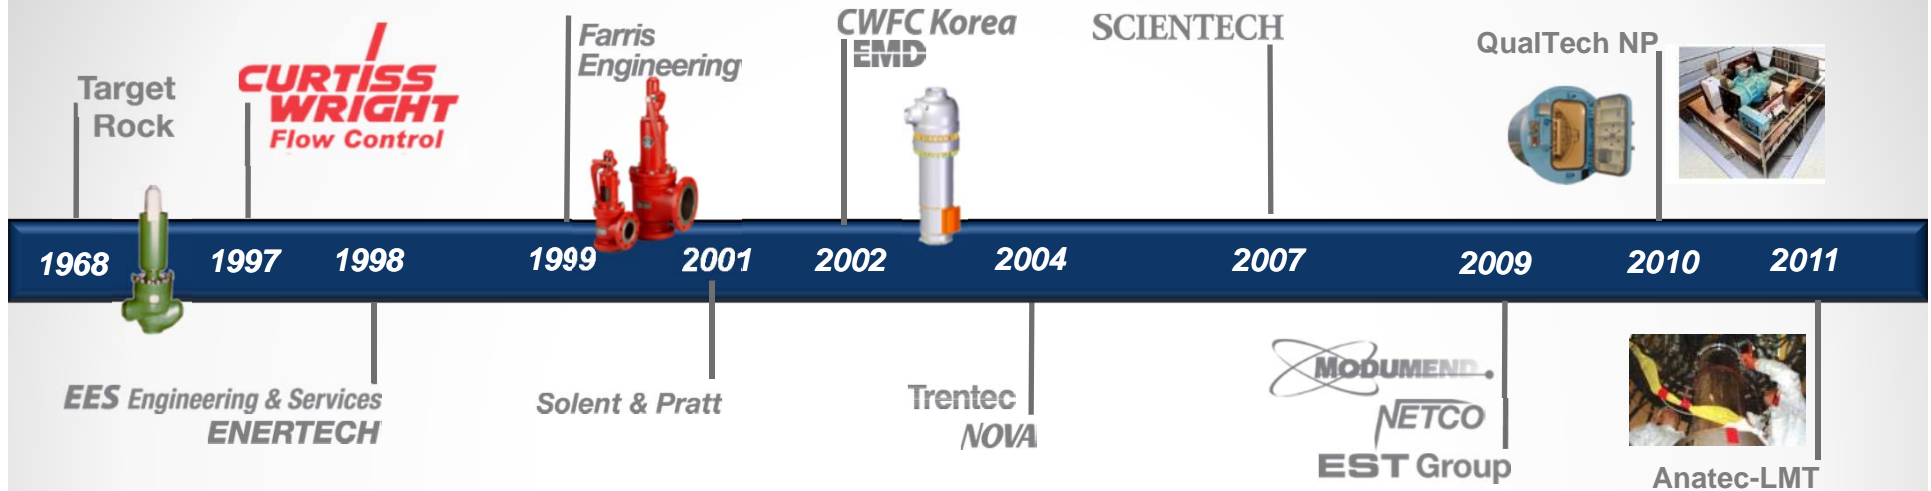 Target
Rock
CURTISS
WRIGHT
Flow Control
Farris
Engineering
CWFC Korea
EMD
SCIENTECH
QualTech NP
1968
1997
1998
1999
2001
2002
2004
2007
2009
2010
2011
EES Engineering & Services
ENERTECH
Solent & Pratt
Trentec
NOVA
MODUMEND
NETCO
EST Group
Anatec-LMT